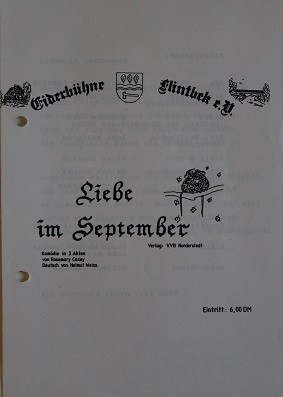 Eiderbühne Flintbek e.V.
Liebe
im September
Verlag: VVB Norderstedt
Komödie in 3 Akten
von Rosemary Casey
Deutsch von Helmut Weiss
Eintritt: 6,00 DM